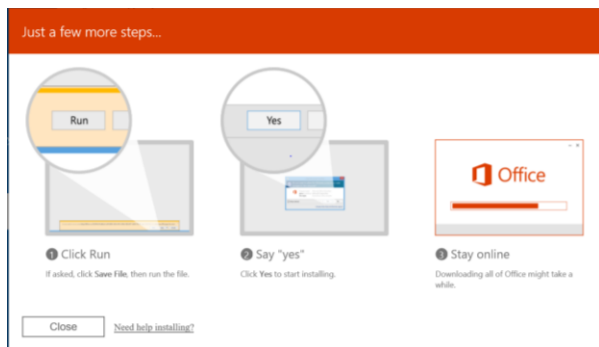 Just a few more steps...
Run
Yes
Office
1 Click Run
If asked, click Save File, then run the file.
2 Say "yes"
Click Yes to start installing.
3 Stay online
Downloading all of Office might take a
while.
Close
Need help installing?